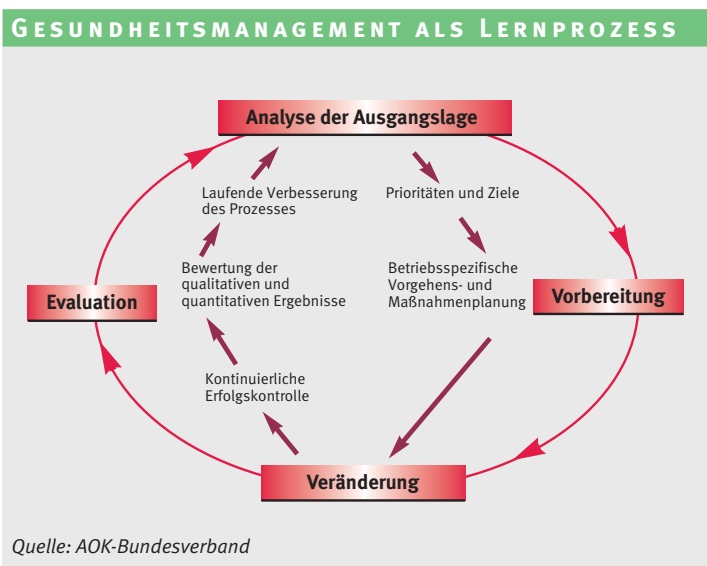 GESUNDHEITSMANAGEMENT ALS LERNPROZESS
Analyse der Ausgangslage
Laufende Verbesserung
des Prozesses
Prioritäten und Ziele
Bewertung der
qualitativen und
quantitativen Ergebnisse
Betriebsspezifische
Vorgehens- und
Maßnahmenplanung
Evaluation
Vorbereitung
Kontinuierliche
Erfolgskontrolle
Veränderung
Quelle: AOK-Bundesverband